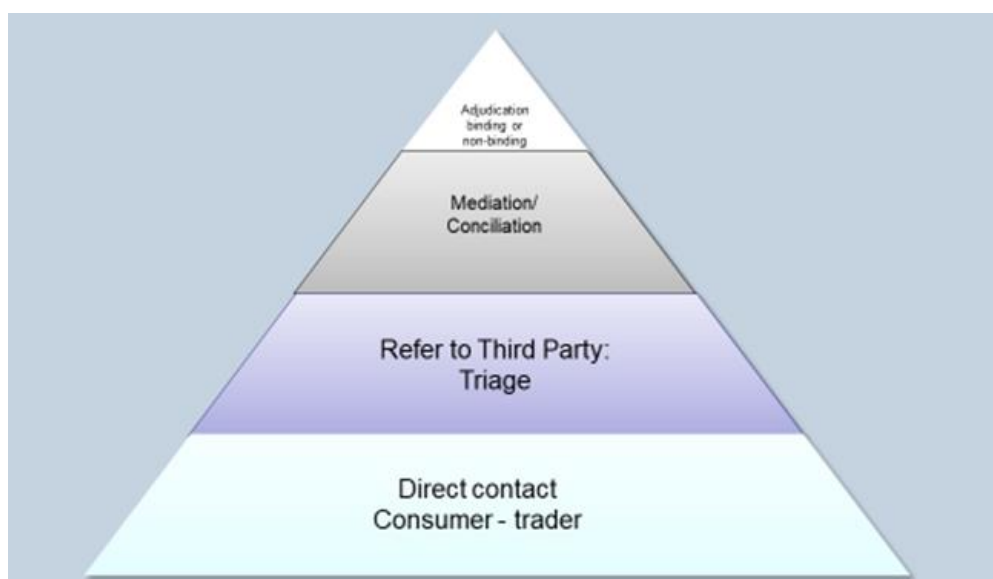 Adjudication
binding or
non-binding
Mediation/
Conciliation
Refer to Third Party:
Triage
Direct contact
Consumer - trader